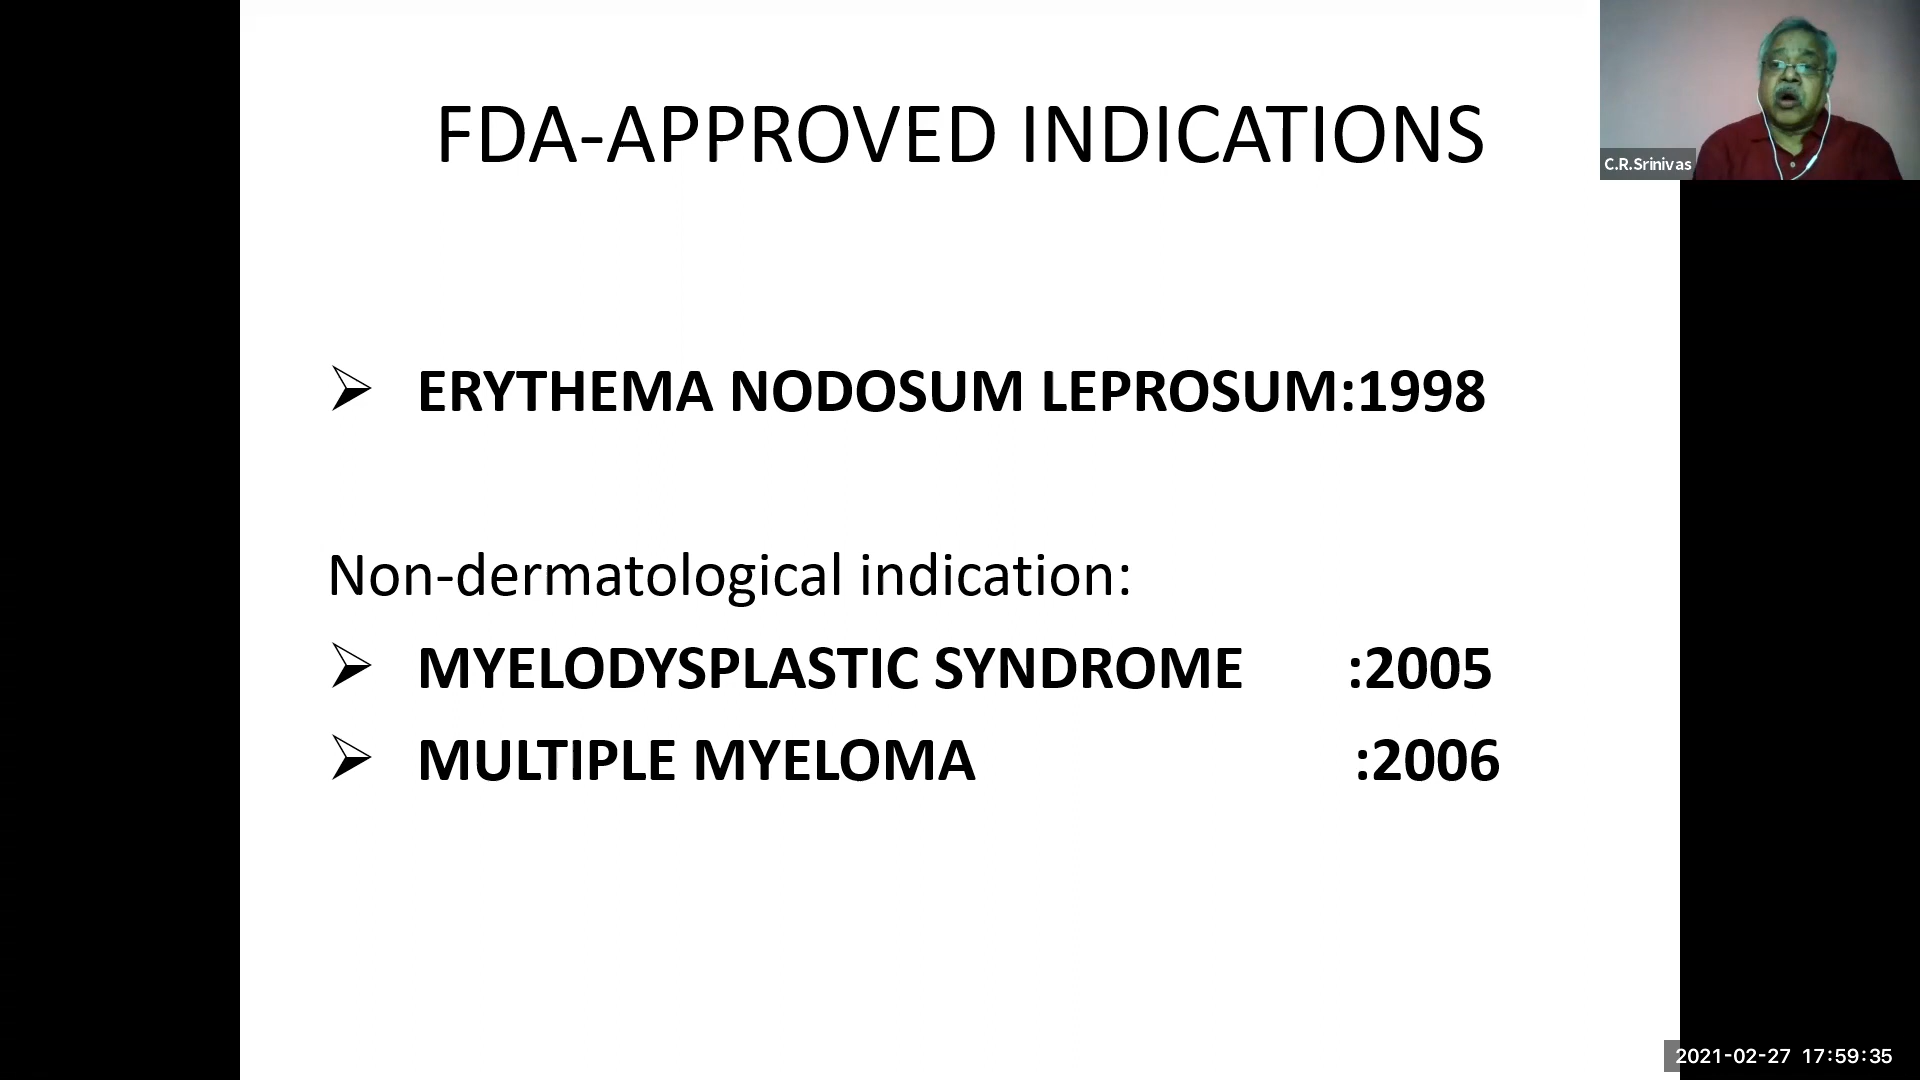 FDA-APPROVED INDICATIONS
C.R.Srinivas
➢ ERYTHEMA NODOSUM LEPROSUM:1998
Non-dermatological indication:
➢ MYELODYSPLASTIC SYNDROME :2005
➢ MULTIPLE MYELOMA :2006
2021-02-27 17:59:35